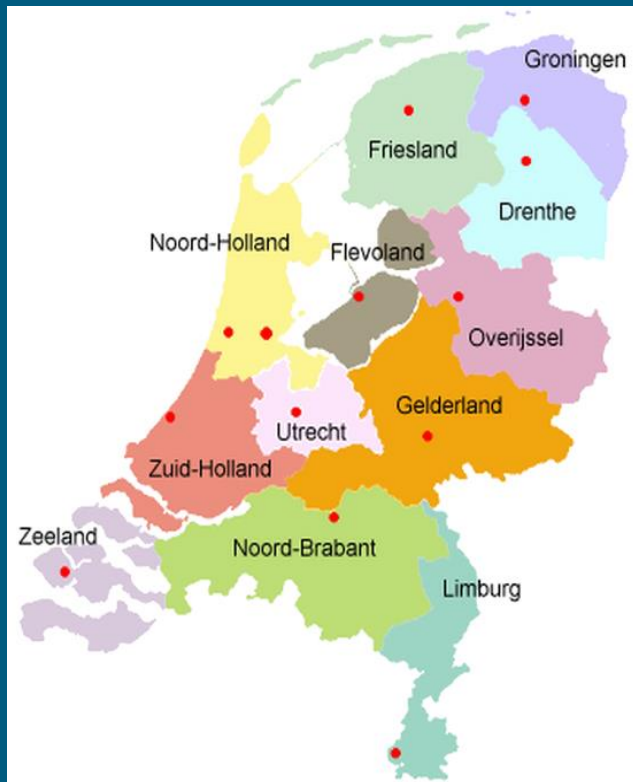 Groningen
Friesland
Drenthe
Noord-Holland
Flevoland
Overijssel
Gelderland
Utrecht
Zuid-Holland
Zeeland
Noord-Brabant
Limburg